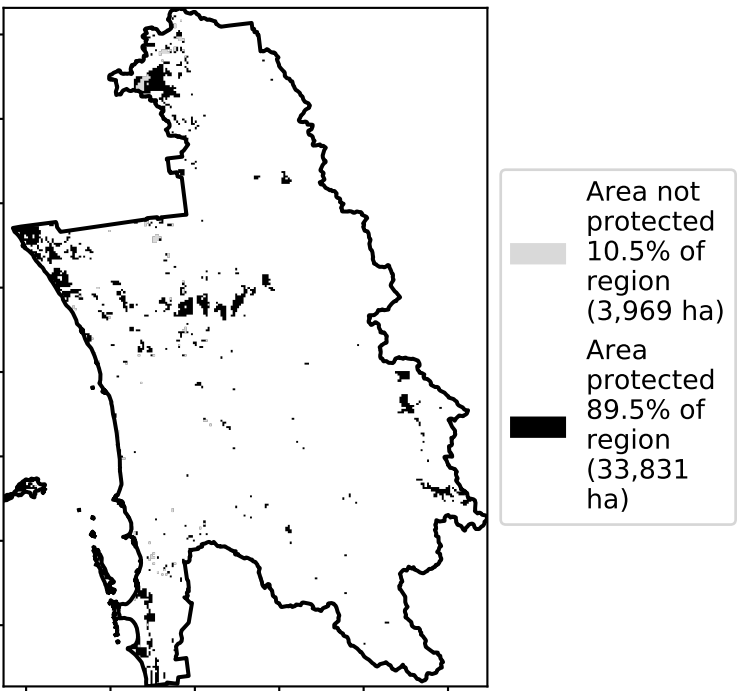 Area not
protected
10.5% of
region
(3,969 ha)
Area
protected
89.5% of
region
(33,831
ha)